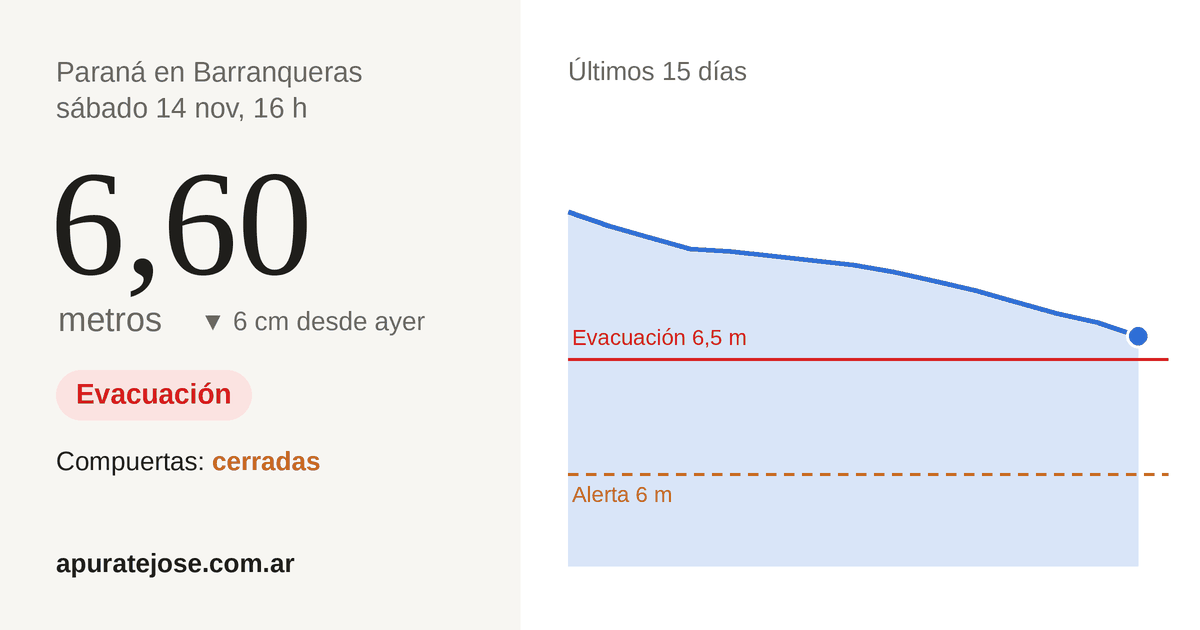 Paraná en Barranqueras
sábado 14 nov, 16 h
6,60
metros ▼ 6 cm desde ayer
Evacuación
Compuertas: cerradas
apuratejose.com.ar
Últimos 15 días
Evacuación 6,5 m
Alerta 6 m